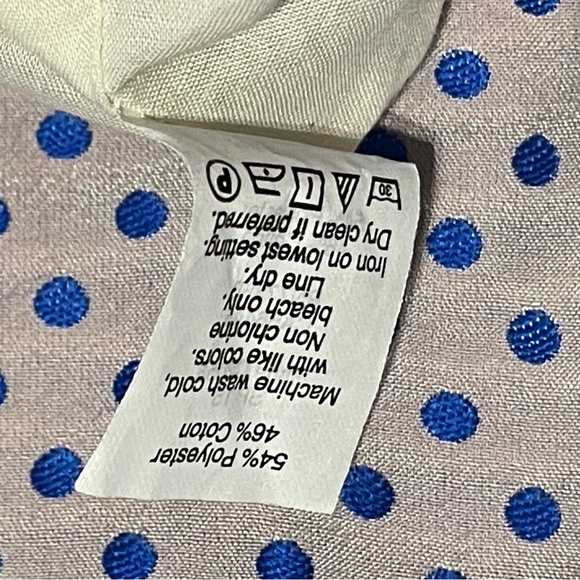 54% Polyester
46% Coton
Machine wash cold,
with like colors.
Non chlorine
bleach only.
Line dry.
Iron on lowest setting.
Dry clean if preferred.
30 P